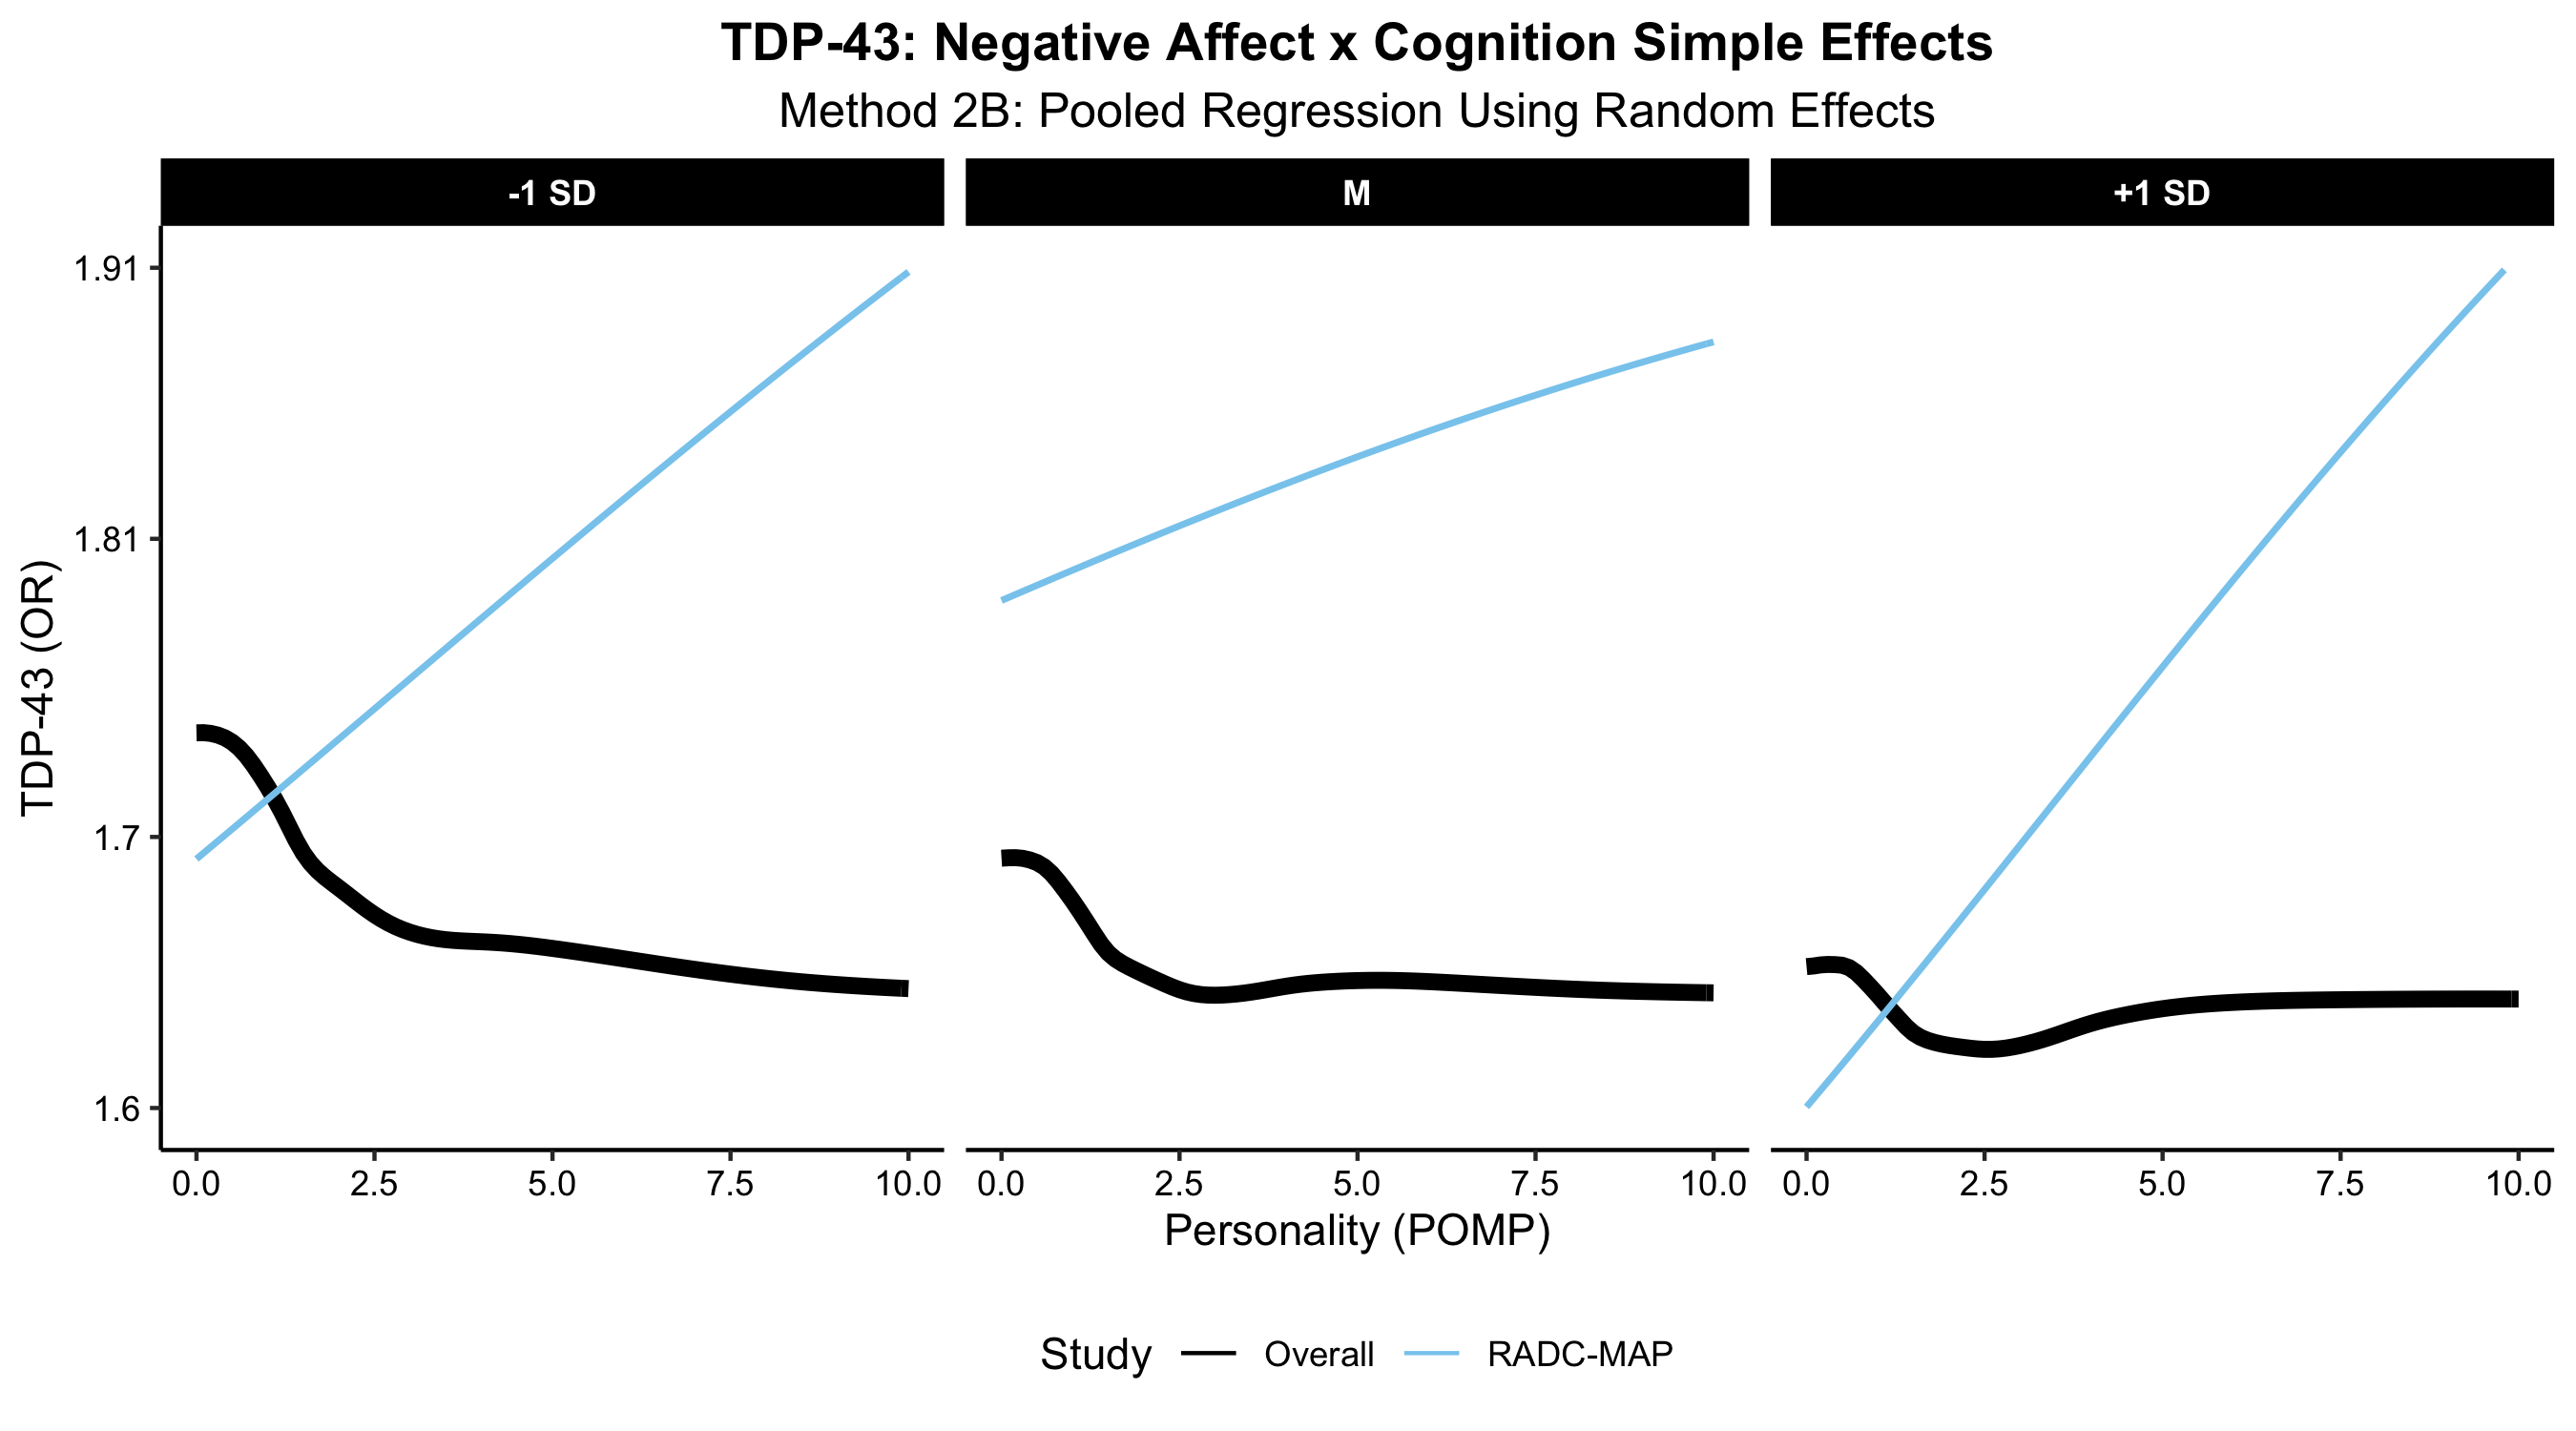 TDP-43: Negative Affect x Cognition Simple Effects
Method 2B: Pooled Regression Using Random Effects
-1 SD
M
+1 SD
TDP-43 (OR)
1.91
1.81
1.7
1.6
0.0 2.5 5.0 7.5 10.0
0.0 2.5 5.0 7.5 10.0
0.0 2.5 5.0 7.5 10.0
Personality (POMP)
Study Overall RADC-MAP